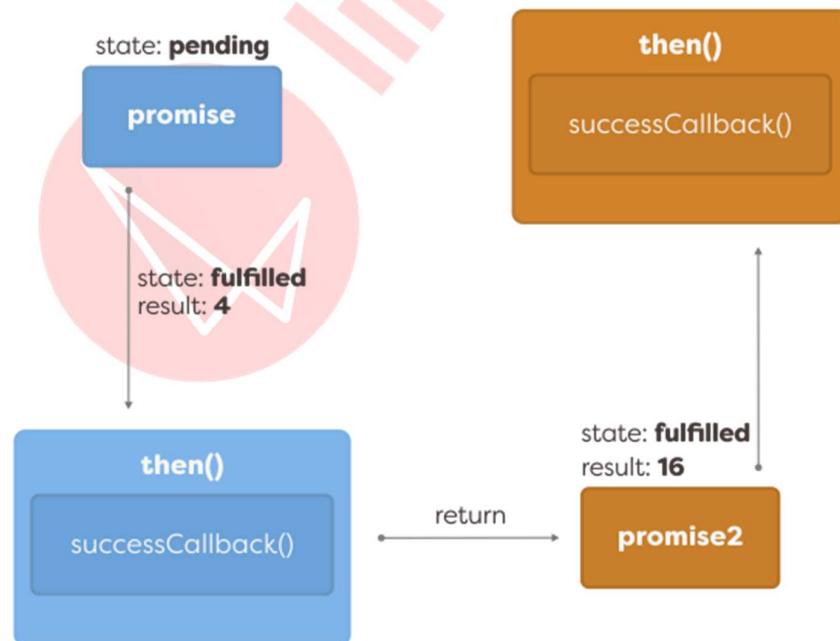 state: pending
promise
state: fulfilled
result: 4
then()
successCallback()
return
state: fulfilled
result: 16
promise2
then()
successCallback()